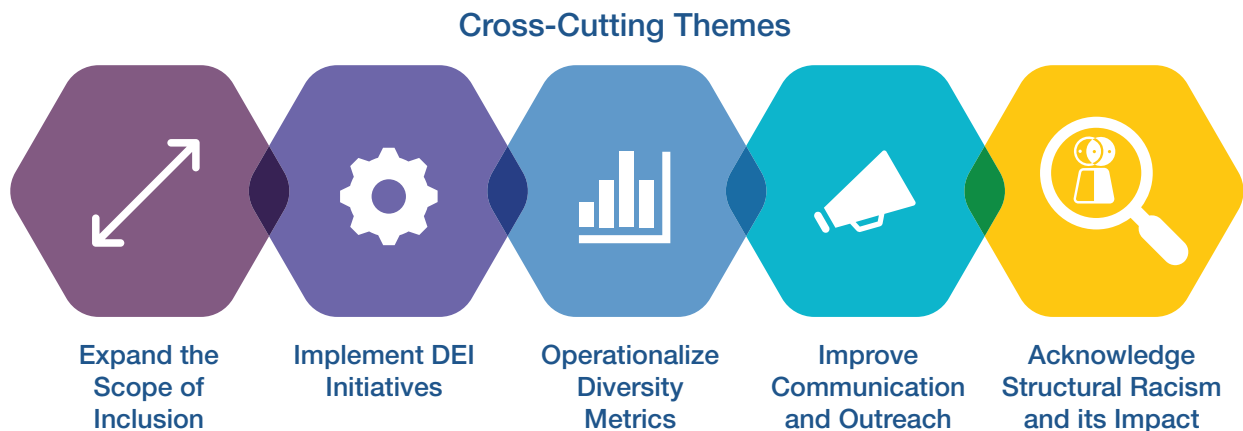 Cross-Cutting Themes
Expand the
Scope of
Inclusion
Implement DEI
Initiatives
Operationalize
Diversity
Metrics
Improve
Communication
and Outreach
Acknowledge
Structural Racism
and its Impact